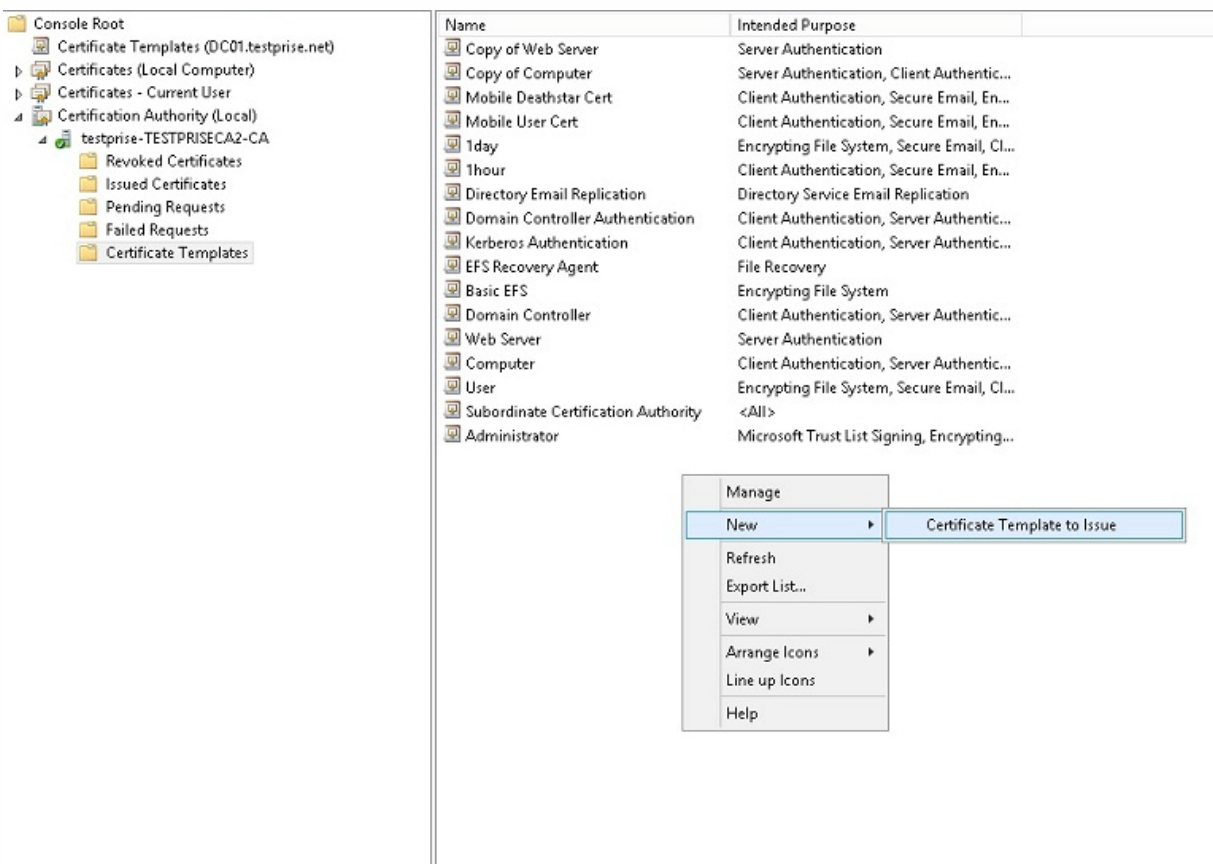 Console Root
Certificate Templates (DC01.testprise.net)
Certificates (Local Computer)
Certificates - Current User
Certification Authority (Local)
testprise-TESTPRISECA2-CA
Revoked Certificates
Issued Certificates
Pending Requests
Failed Requests
Certificate Templates
Name Intended Purpose
Copy of Web Server Server Authentication
Copy of Computer Server Authentication, Client Authentic...
Mobile Deathstar Cert Client Authentication, Secure Email, En...
Mobile User Cert Client Authentication, Secure Email, En...
1day Encrypting File System, Secure Email, Cl...
1hour Client Authentication, Secure Email, En...
Directory Email Replication Directory Service Email Replication
Domain Controller Authentication Client Authentication, Server Authentic...
Kerberos Authentication Client Authentication, Server Authentic...
EFS Recovery Agent File Recovery
Basic EFS Encrypting File System
Domain Controller Client Authentication, Server Authentic...
Web Server Server Authentication
Computer Client Authentication, Server Authentic...
User Encrypting File System, Secure Email, Cl...
Subordinate Certification Authority <All>
Administrator Microsoft Trust List Signing, Encrypting...
Manage
New Certificate Template to Issue
Refresh
Export List...
View
Arrange Icons
Line up Icons
Help